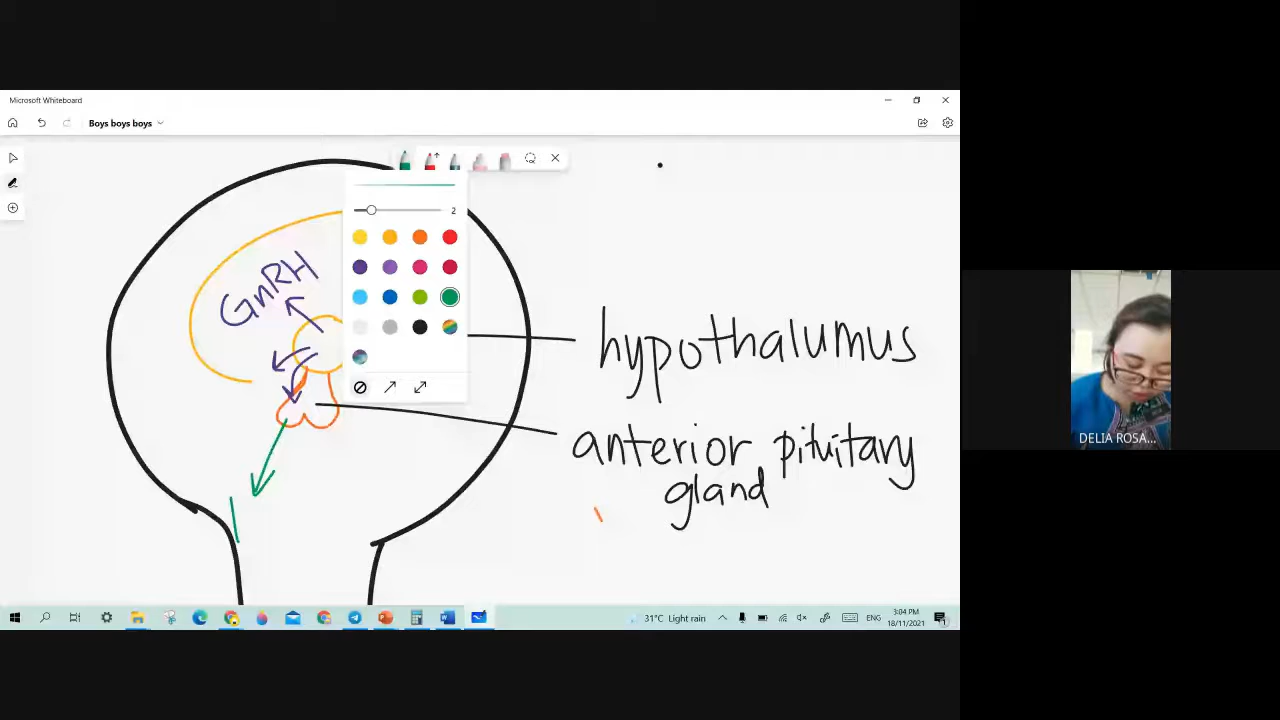 Microsoft Whiteboard
Boys boys boys
2
GnRH
hypothalumus
anterior pituitary
gland
DELIA ROSA...
31°C Light rain
ENG
3:04 PM
18/11/2021